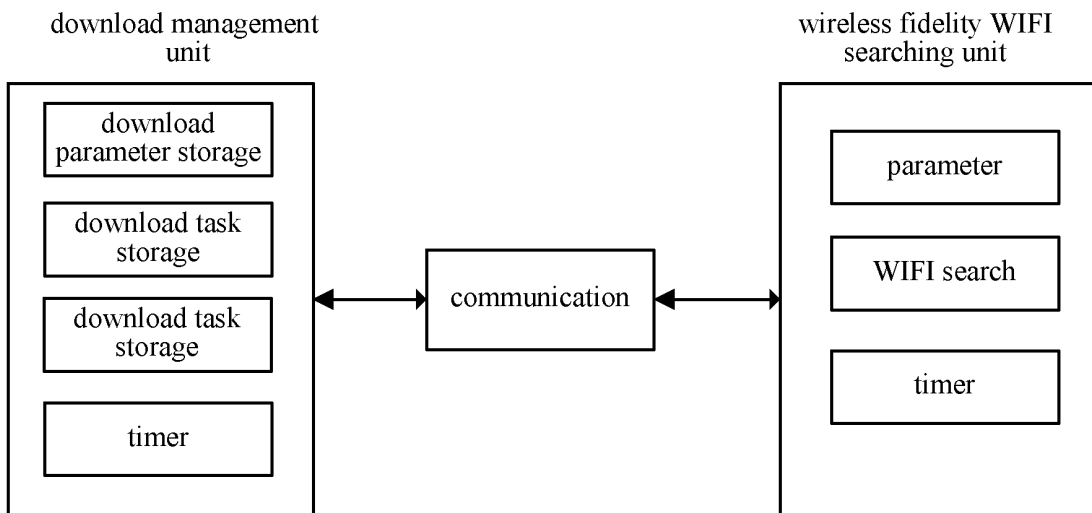 download management
unit
download
parameter storage
download task
storage
download task
storage
timer
communication
wireless fidelity WIFI
searching unit
parameter
WIFI search
timer